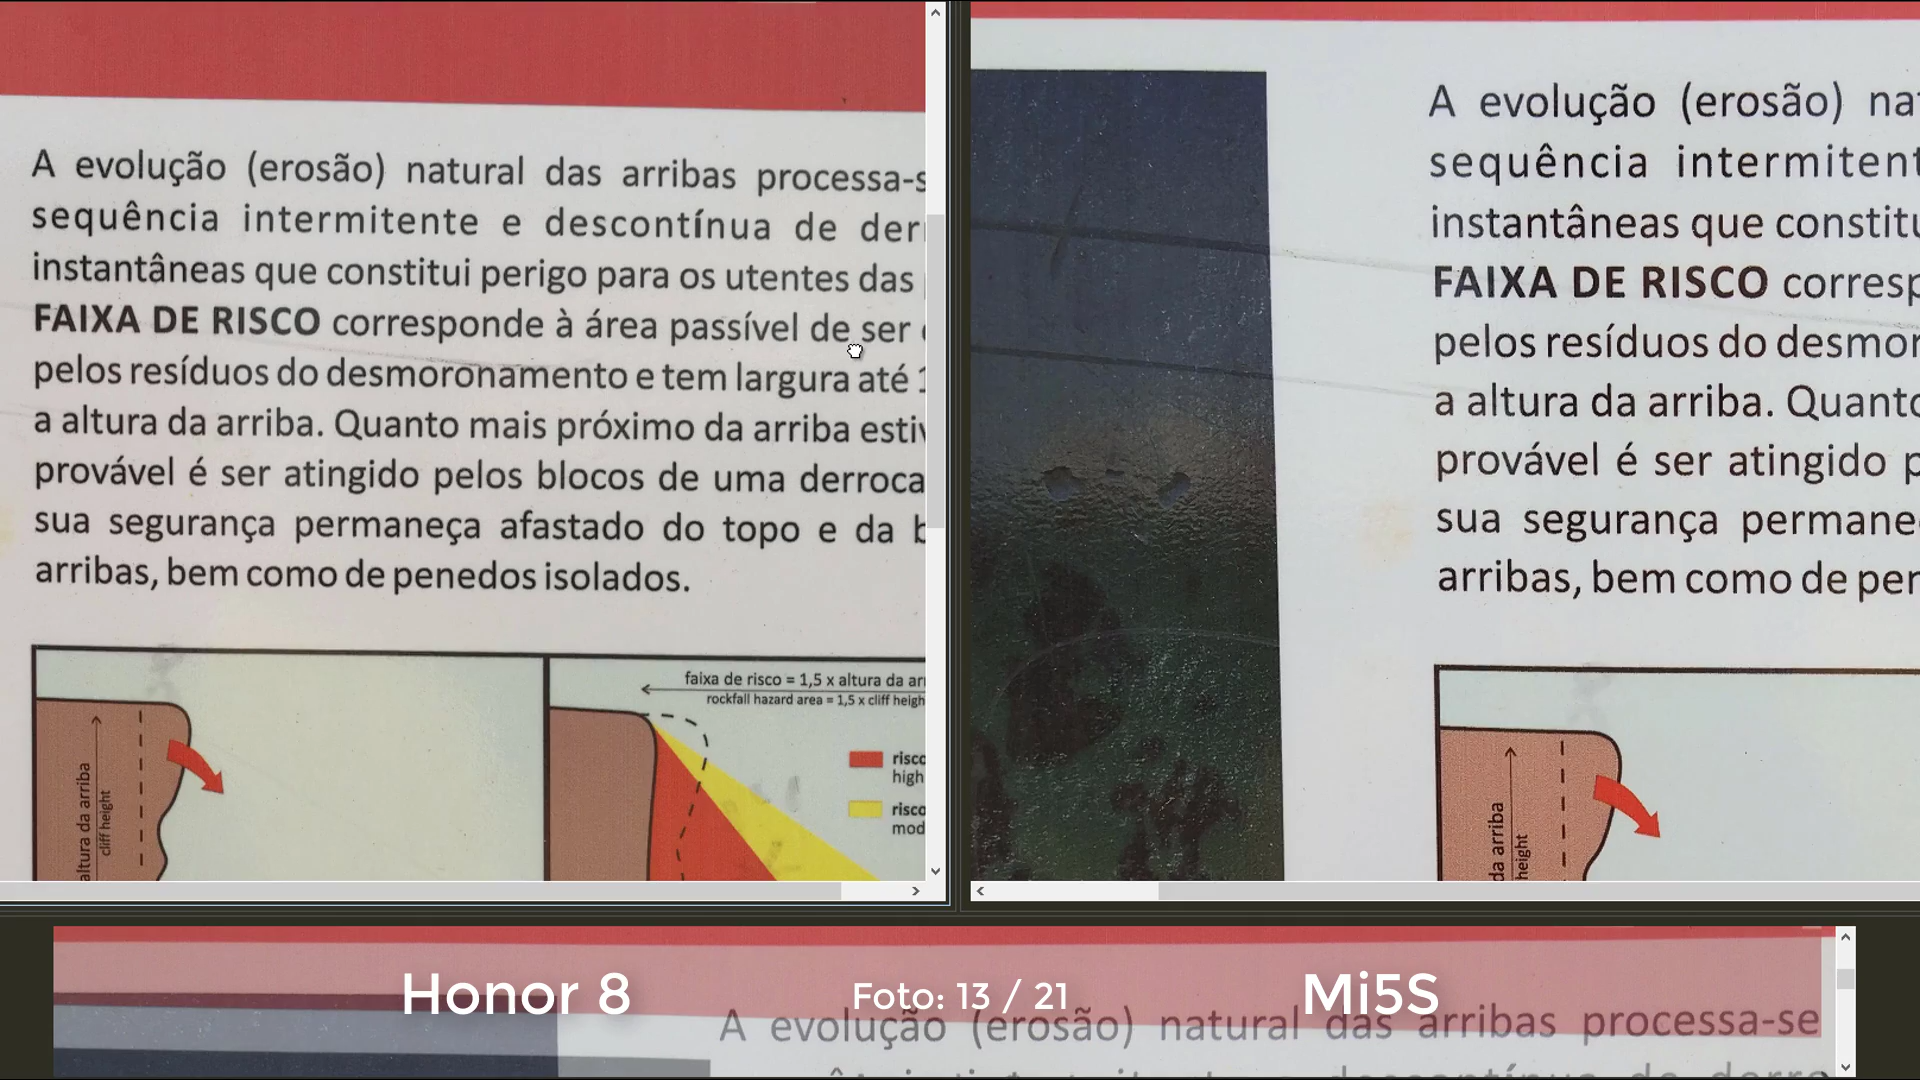 A evolução (erosão) natural das arribas processa-s
sequência intermitente e descontínua de der
instantâneas que constitui perigo para os utentes das
FAIXA DE RISCO corresponde à área passível de ser
pelos resíduos do desmoronamento e tem largura até 1
a altura da arriba. Quanto mais próximo da arriba estiv
provável é ser atingido pelos blocos de uma derroca
sua segurança permaneça afastado do topo e da b
arribas, bem como de penedos isolados.
faixa de risco = 1,5 x altura da ar
rockfall hazard area = 1,5 x cliff heigh
risco
high
risco
mod
altura da arriba
cliff height
A evolução (erosão) na
sequência intermitent
instantâneas que constitu
FAIXA DE RISCO corresp
pelos resíduos do desmor
a altura da arriba. Quanto
provável é ser atingido p
sua segurança permane
arribas, bem como de pen
da arriba
height
Honor 8
Foto: 13 / 21
Mi5S
A evolução (erosão) natural das arribas processa-se